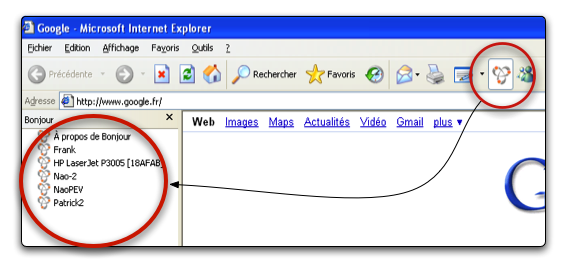 Google - Microsoft Internet Explorer
Fichier Edition Affichage Favoris Outils ?
Précédente Rechercher Favoris
Adresse http://www.google.fr/
Bonjour x
Web Images Maps Actualités Vidéo Gmail plus ▼
À propos de Bonjour
Frank
HP LaserJet P3005 [18AFAB]
Nao-2
NaoPEV
Patrick2
G